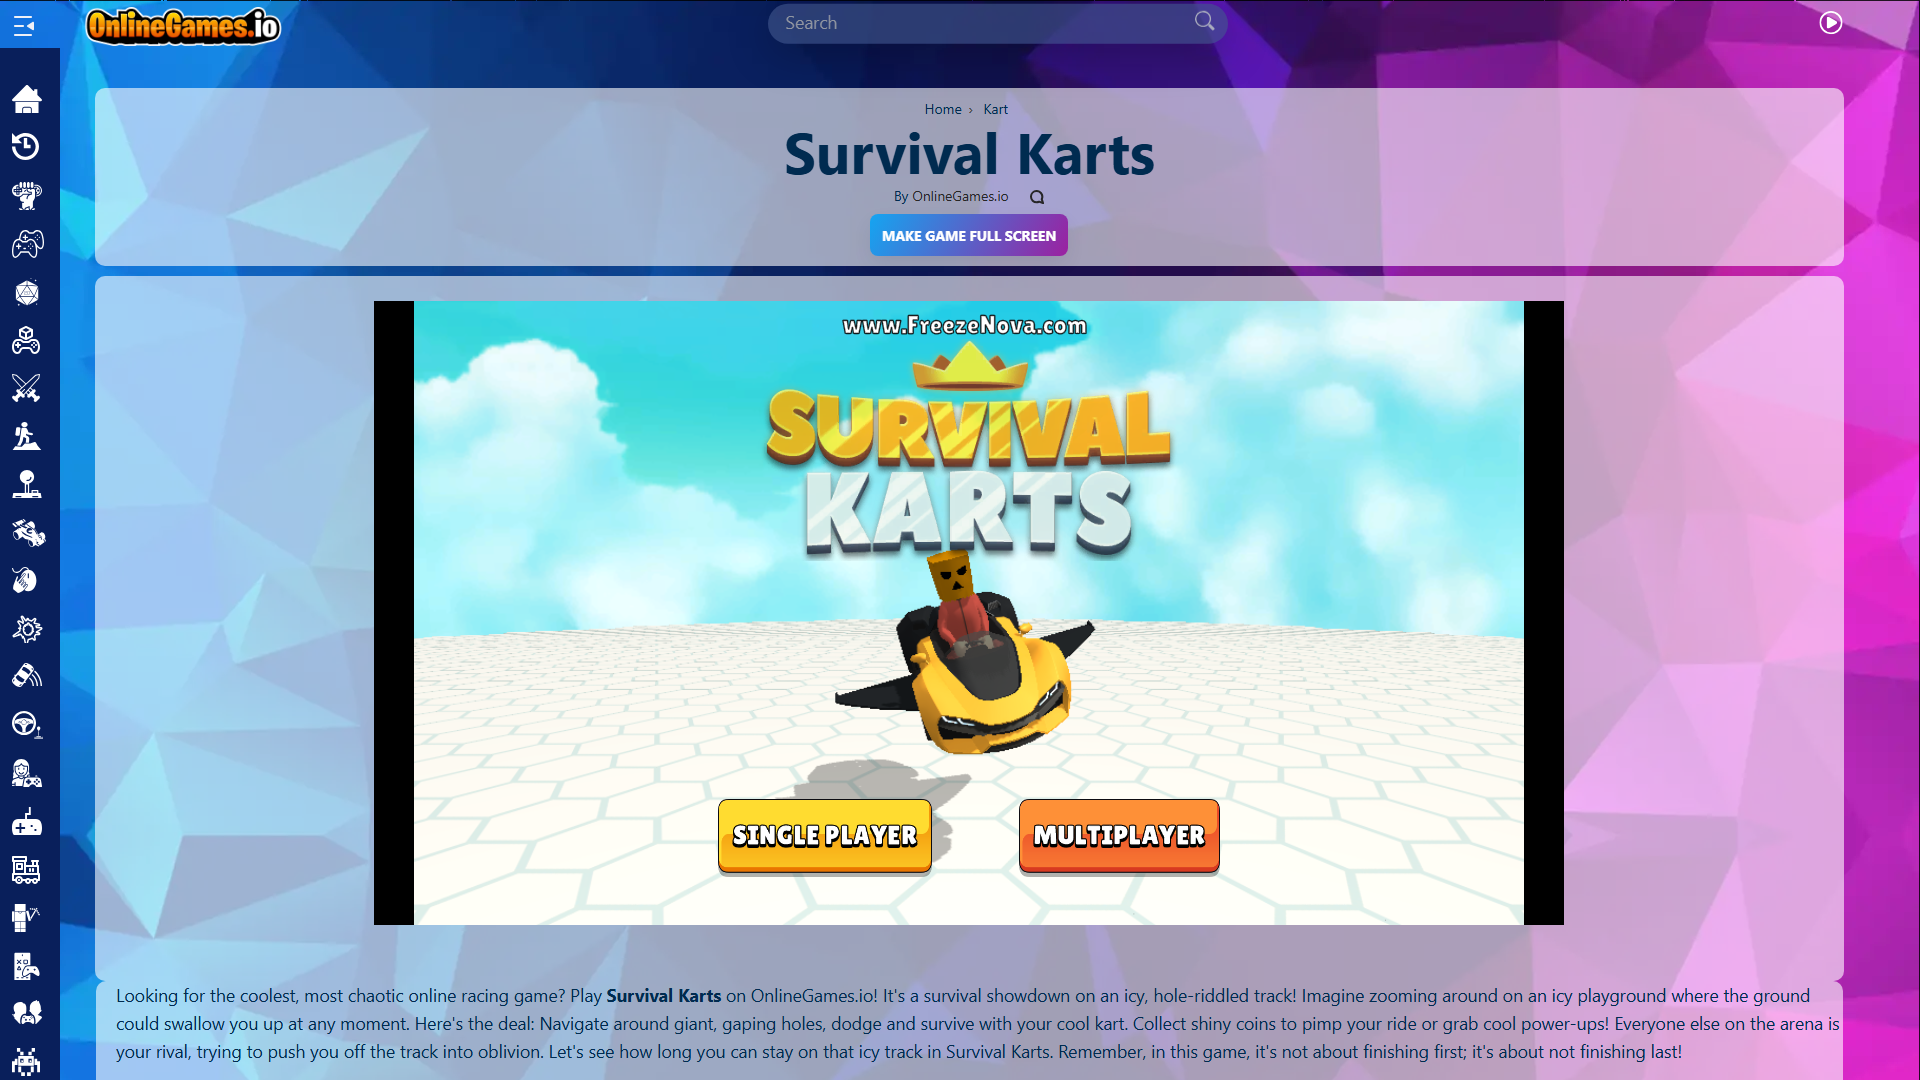 OnlineGames.io
Search
Home › Kart
Survival Karts
By OnlineGames.io
MAKE GAME FULL SCREEN
www.FreezeNova.com
SURVIVAL
KARTS
SINGLE PLAYER
MULTIPLAYER
Looking for the coolest, most chaotic online racing game? Play Survival Karts on OnlineGames.io! It's a survival showdown on an icy, hole-riddled track! Imagine zooming around on an icy playground where the ground
could swallow you up at any moment. Here's the deal: Navigate around giant, gaping holes, dodge and survive with your cool kart. Collect shiny coins to pimp your ride or grab cool power-ups! Everyone else on the arena is
your rival, trying to push you off the track into oblivion. Let's see how long you can stay on that icy track in Survival Karts. Remember, in this game, it's not about finishing first; it's about not finishing last!